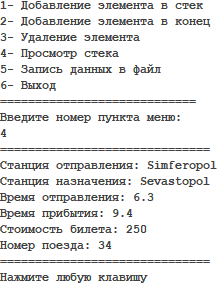 1- Добавление элемента в стек
2- Добавление элемента в конец
3- Удаление элемента
4- Просмотр стека
5- Запись данных в файл
6- Выход
============================
Введите номер пункта меню:
4
==============================
Станция отправления: Simferopol
Станция назначения: Sevastopol
Время отправления: 6.3
Время прибытия: 9.4
Стоимость билета: 250
Номер поезда: 34
==============================
Нажмите любую клавишу